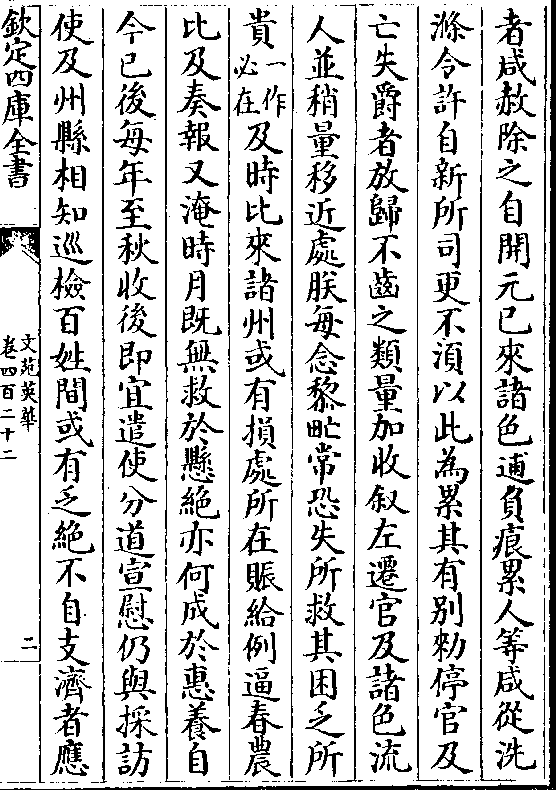 者咸赦除之自開元已來諸色逋負痕累人等咸從洗
滌令許自新所司更不湏以此為累其有別勑停官及
亡失爵者放歸不齒之類量加收叙左遷官及諸色流
人並稍量移近處朕每念黎甿常恐失所救其困乏所
貴一作必在及時比來諸州或有損處所在賑給例逼春農
比及奏報又淹時月既無救於懸絶亦何成於惠養自
今已後每年至秋收後即宜遣使分道宣慰仍與採訪
使及州縣相知巡檢百姓間或有乏絶不自支濟者應
欽定四庫全書
文苑英華
卷四百二十二
二